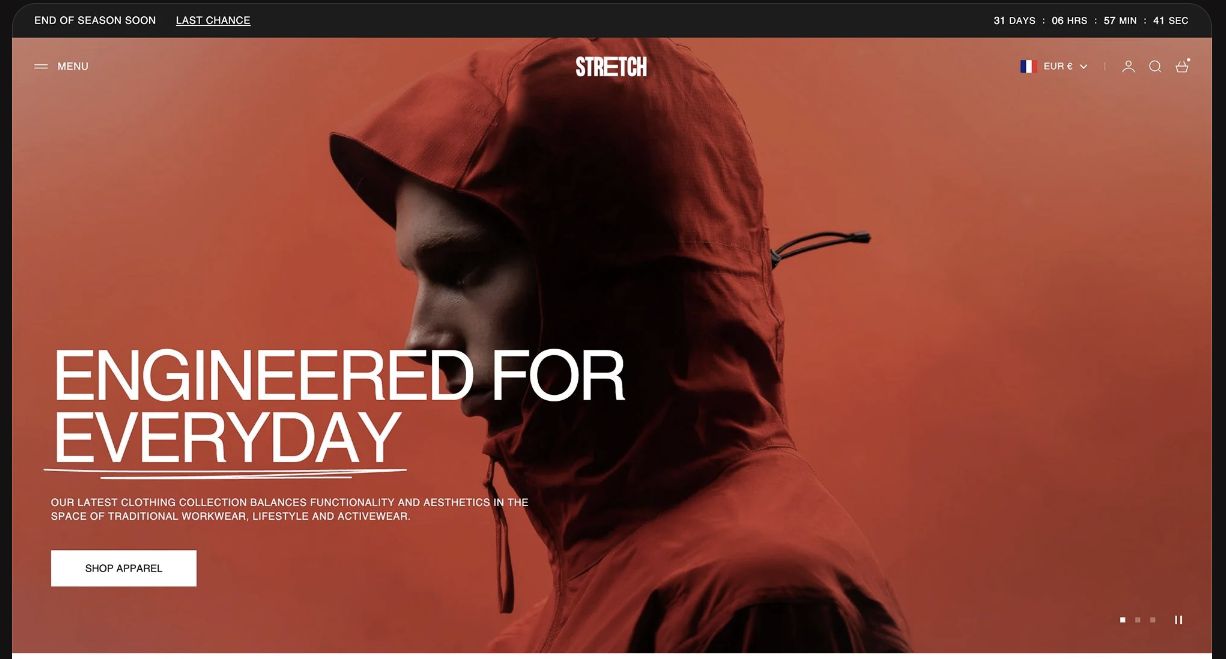 END OF SEASON SOON LAST CHANCE 31 DAYS : 06 HRS : 57 MIN : 41 SEC
MENU STRETCH EUR €
ENGINEERED FOR
EVERYDAY
OUR LATEST CLOTHING COLLECTION BALANCES FUNCTIONALITY AND AESTHETICS IN THE
SPACE OF TRADITIONAL WORKWEAR, LIFESTYLE AND ACTIVEWEAR.
SHOP APPAREL